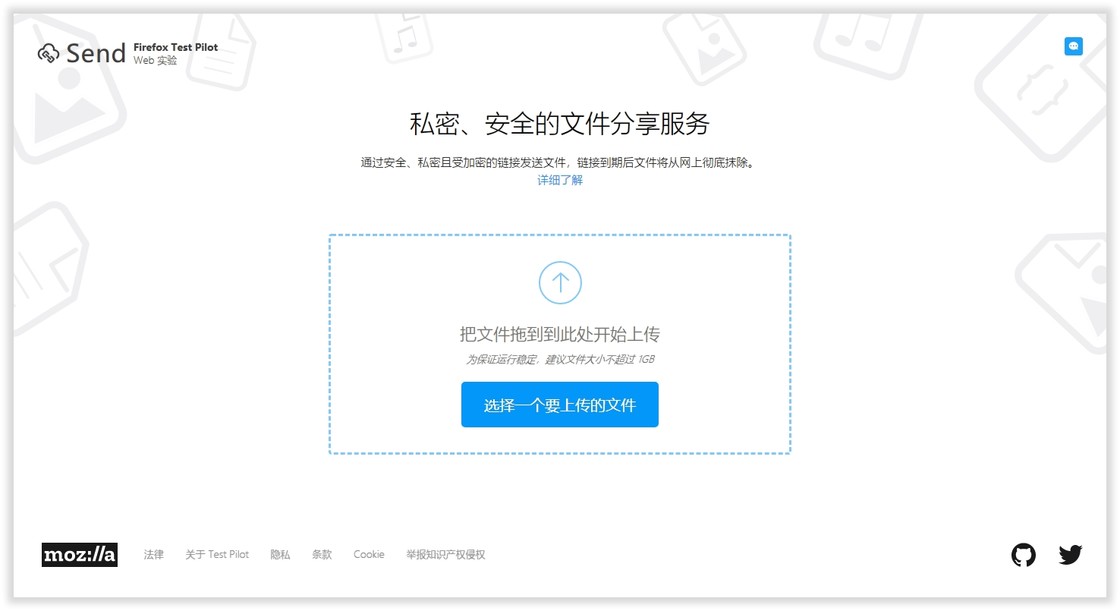 Send
Firefox Test Pilot
Web 实验
私密、安全的文件分享服务
通过安全、私密且受加密的链接发送文件，链接到期后文件将从网上彻底抹除。
详细了解
把文件拖到到此处开始上传
为保证运行稳定，建议文件大小不超过 1GB
选择一个要上传的文件
moz://a 法律 关于 Test Pilot 隐私 条款 Cookie 举报知识产权侵权